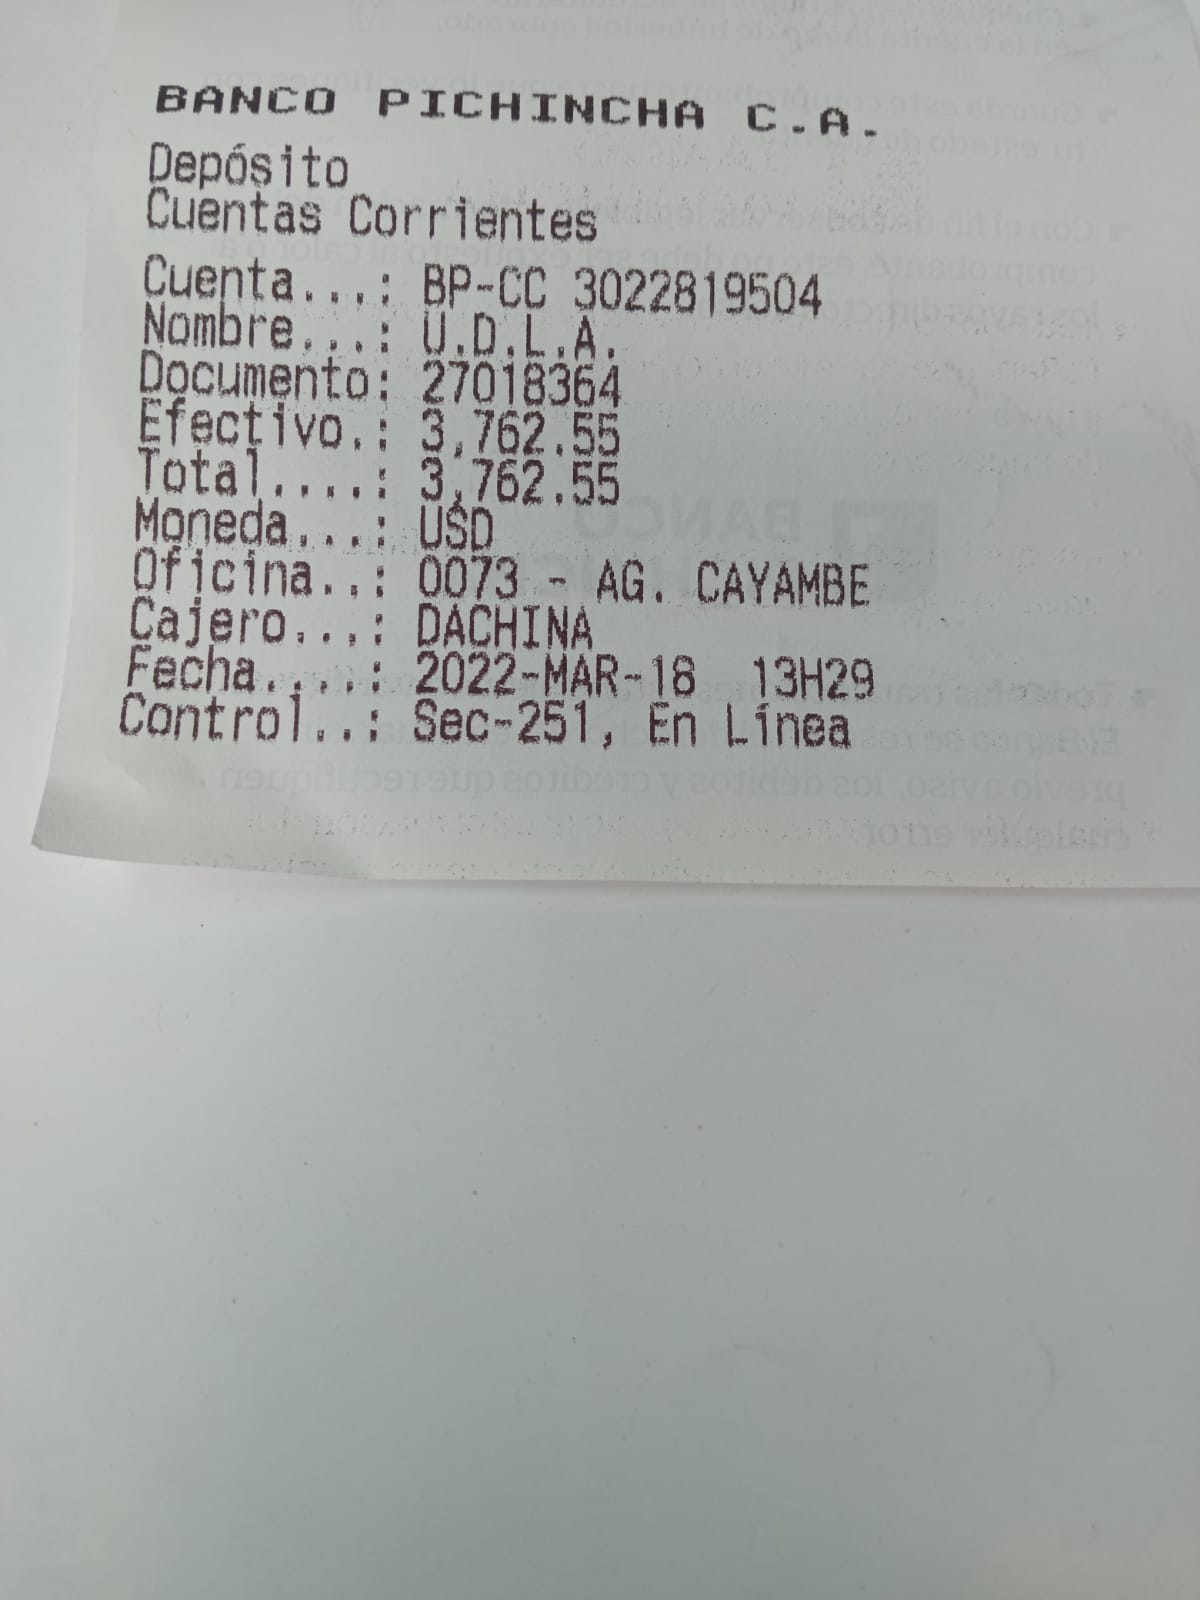 BANCO PICHINCHA C.A.
Depósito
Cuentas Corrientes
Cuenta...: BP-CC 3022819504
Nombre...: U.D.L.A.
Documento: 27018364
Efectivo.: 3,762.55
Total....: 3,762.55
Moneda...: USD
Oficina..: 0073 - AG. CAYAMBE
Cajero...: DACHINA
Fecha....: 2022-MAR-18 13H29
Control..: Sec-251, En Línea